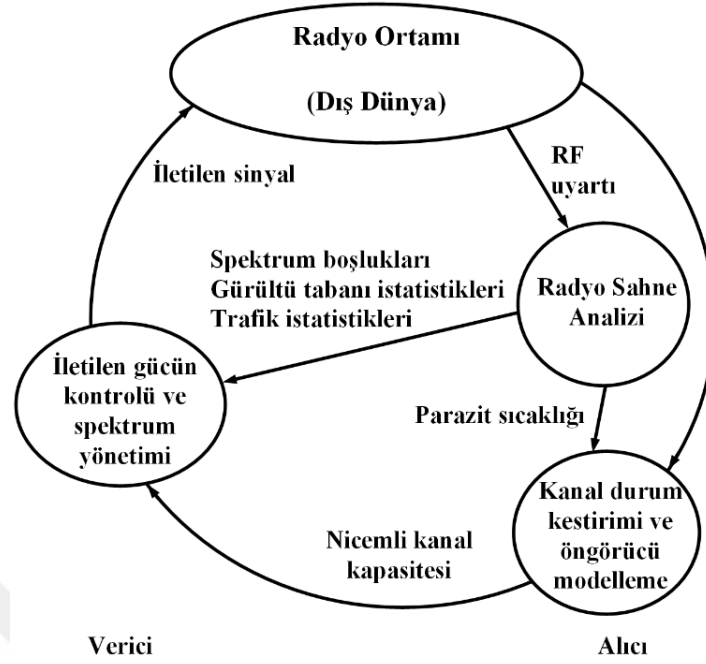 Radyo Ortamı
(Dış Dünya)
RF
uyartı
İletilen sinyal
Spektrum boşlukları
Gürültü tabanı istatistikleri
Trafik istatistikleri
Radyo Sahne
Analizi
İletilen gücün
kontrolü ve
spektrum
yönetimi
Parazit sıcaklığı
Kanal durum
kestirimi ve
öngörücü
modelleme
Nicemli kanal
kapasitesi
Verici
Alıcı